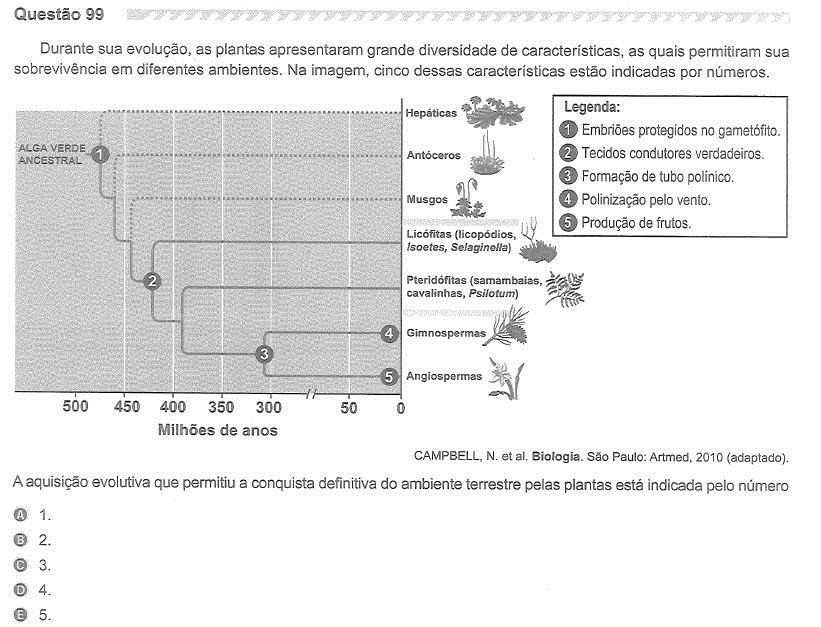 Questão 99
Durante sua evolução, as plantas apresentaram grande diversidade de características, as quais permitiram sua
sobrevivência em diferentes ambientes. Na imagem, cinco dessas características estão indicadas por números.
ALGA VERDE
ANCESTRAL
1
2
3
4
5
Hepáticas
Antóceros
Musgos
Licófitas (licopódios,
Isoetes, Selaginella)
Pteridófitas (samambaias,
cavalinhas, Psilotum)
Gimnospermas
Angiospermas
Legenda:
1 Embriões protegidos no gametófito.
2 Tecidos condutores verdadeiros.
3 Formação de tubo polínico.
4 Polinização pelo vento.
5 Produção de frutos.
500 450 400 350 300 50 0
Milhões de anos
CAMPBELL, N. et al. Biologia. São Paulo: Artmed, 2010 (adaptado).
A aquisição evolutiva que permitiu a conquista definitiva do ambiente terrestre pelas plantas está indicada pelo número
A 1.
B 2.
C 3.
D 4.
E 5.